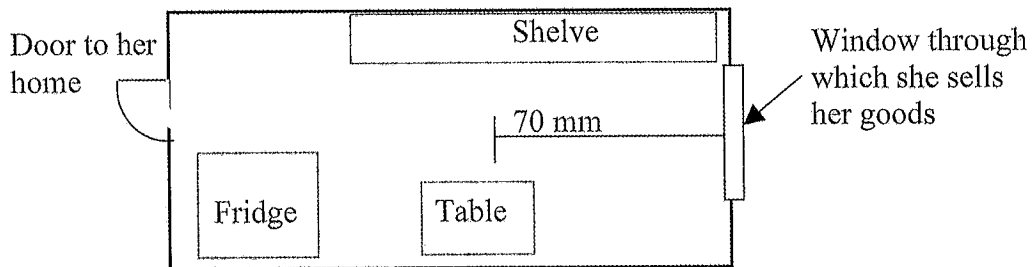 Door to her
home
Shelve
70 mm
Fridge
Table
Window through
which she sells
her goods